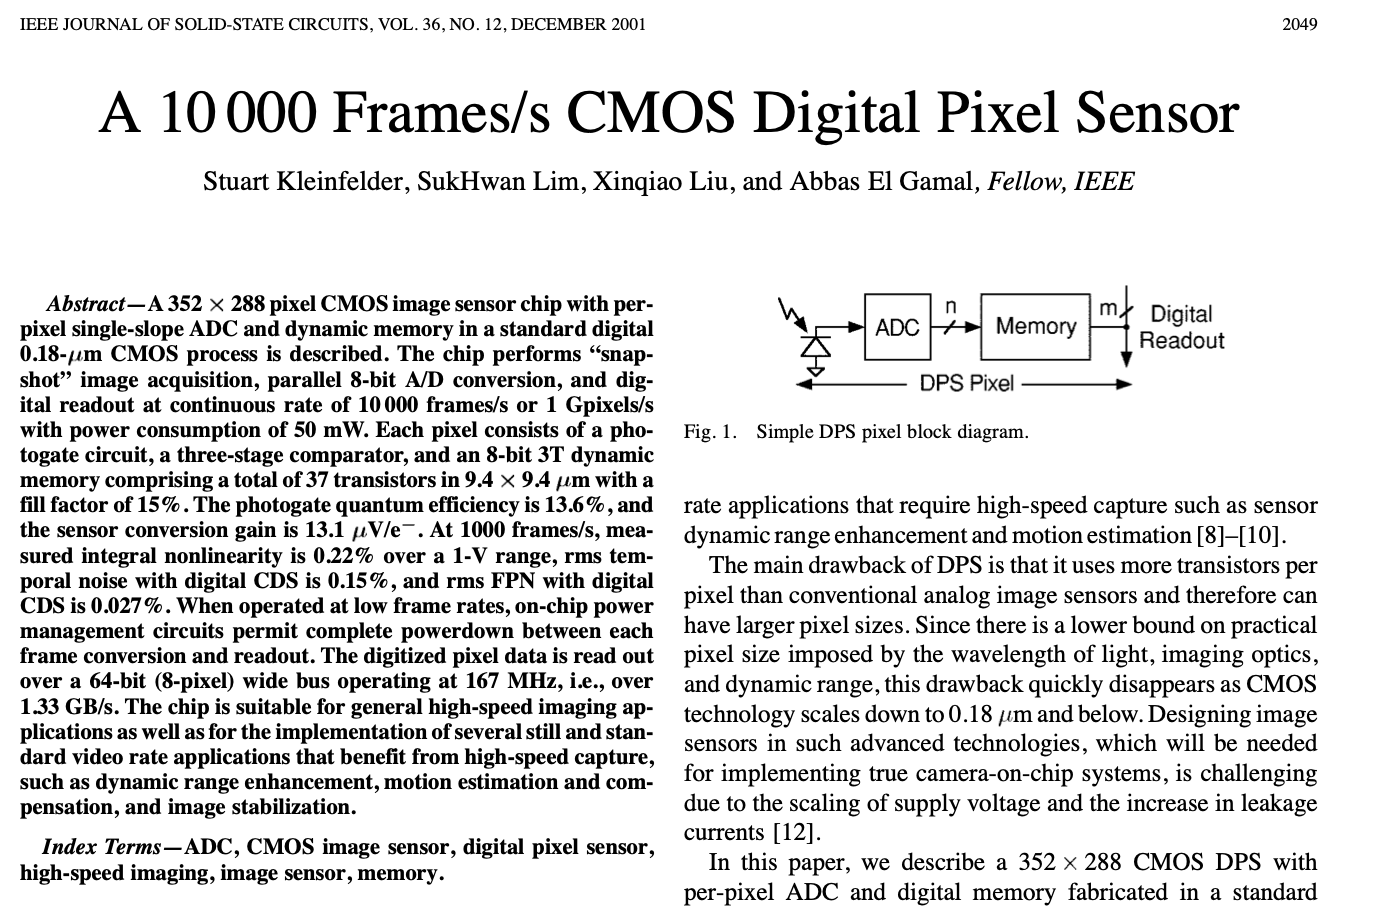 IEEE JOURNAL OF SOLID-STATE CIRCUITS, VOL. 36, NO. 12, DECEMBER 2001
2049
A 10 000 Frames/s CMOS Digital Pixel Sensor
Stuart Kleinfelder, SukHwan Lim, Xinqiao Liu, and Abbas El Gamal, Fellow, IEEE
Abstract—A 352 × 288 pixel CMOS image sensor chip with per-
pixel single-slope ADC and dynamic memory in a standard digital
0.18-μm CMOS process is described. The chip performs “snap-
shot” image acquisition, parallel 8-bit A/D conversion, and dig-
ital readout at continuous rate of 10 000 frames/s or 1 Gpixels/s
with power consumption of 50 mW. Each pixel consists of a pho-
togate circuit, a three-stage comparator, and an 8-bit 3T dynamic
memory comprising a total of 37 transistors in 9.4 × 9.4 μm with a
fill factor of 15%. The photogate quantum efficiency is 13.6%, and
the sensor conversion gain is 13.1 μV/e⁻. At 1000 frames/s, mea-
sured integral nonlinearity is 0.22% over a 1-V range, rms tem-
poral noise with digital CDS is 0.15%, and rms FPN with digital
CDS is 0.027%. When operated at low frame rates, on-chip power
management circuits permit complete powerdown between each
frame conversion and readout. The digitized pixel data is read out
over a 64-bit (8-pixel) wide bus operating at 167 MHz, i.e., over
1.33 GB/s. The chip is suitable for general high-speed imaging ap-
plications as well as for the implementation of several still and stan-
dard video rate applications that benefit from high-speed capture,
such as dynamic range enhancement, motion estimation and com-
pensation, and image stabilization.
Index Terms—ADC, CMOS image sensor, digital pixel sensor,
high-speed imaging, image sensor, memory.
ADC
n
Memory
m
Digital
Readout
DPS Pixel
Fig. 1. Simple DPS pixel block diagram.
rate applications that require high-speed capture such as sensor
dynamic range enhancement and motion estimation [8]–[10].
The main drawback of DPS is that it uses more transistors per
pixel than conventional analog image sensors and therefore can
have larger pixel sizes. Since there is a lower bound on practical
pixel size imposed by the wavelength of light, imaging optics,
and dynamic range, this drawback quickly disappears as CMOS
technology scales down to 0.18 μm and below. Designing image
sensors in such advanced technologies, which will be needed
for implementing true camera-on-chip systems, is challenging
due to the scaling of supply voltage and the increase in leakage
currents [12].
In this paper, we describe a 352 × 288 CMOS DPS with
per-pixel ADC and digital memory fabricated in a standard